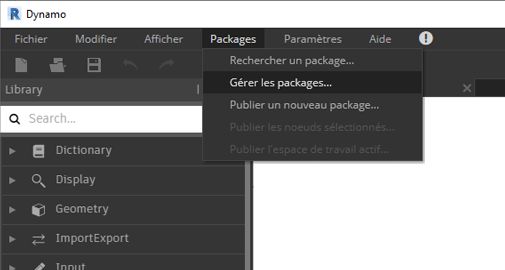 Dynamo
Fichier Modifier Afficher Packages Paramètres Aide
Rechercher un package...
Gérer les packages...
Publier un nouveau package...
Publier les noeuds sélectionnés...
Publier l'espace de travail actif...
Library
Search...
Dictionary
Display
Geometry
ImportExport
Input